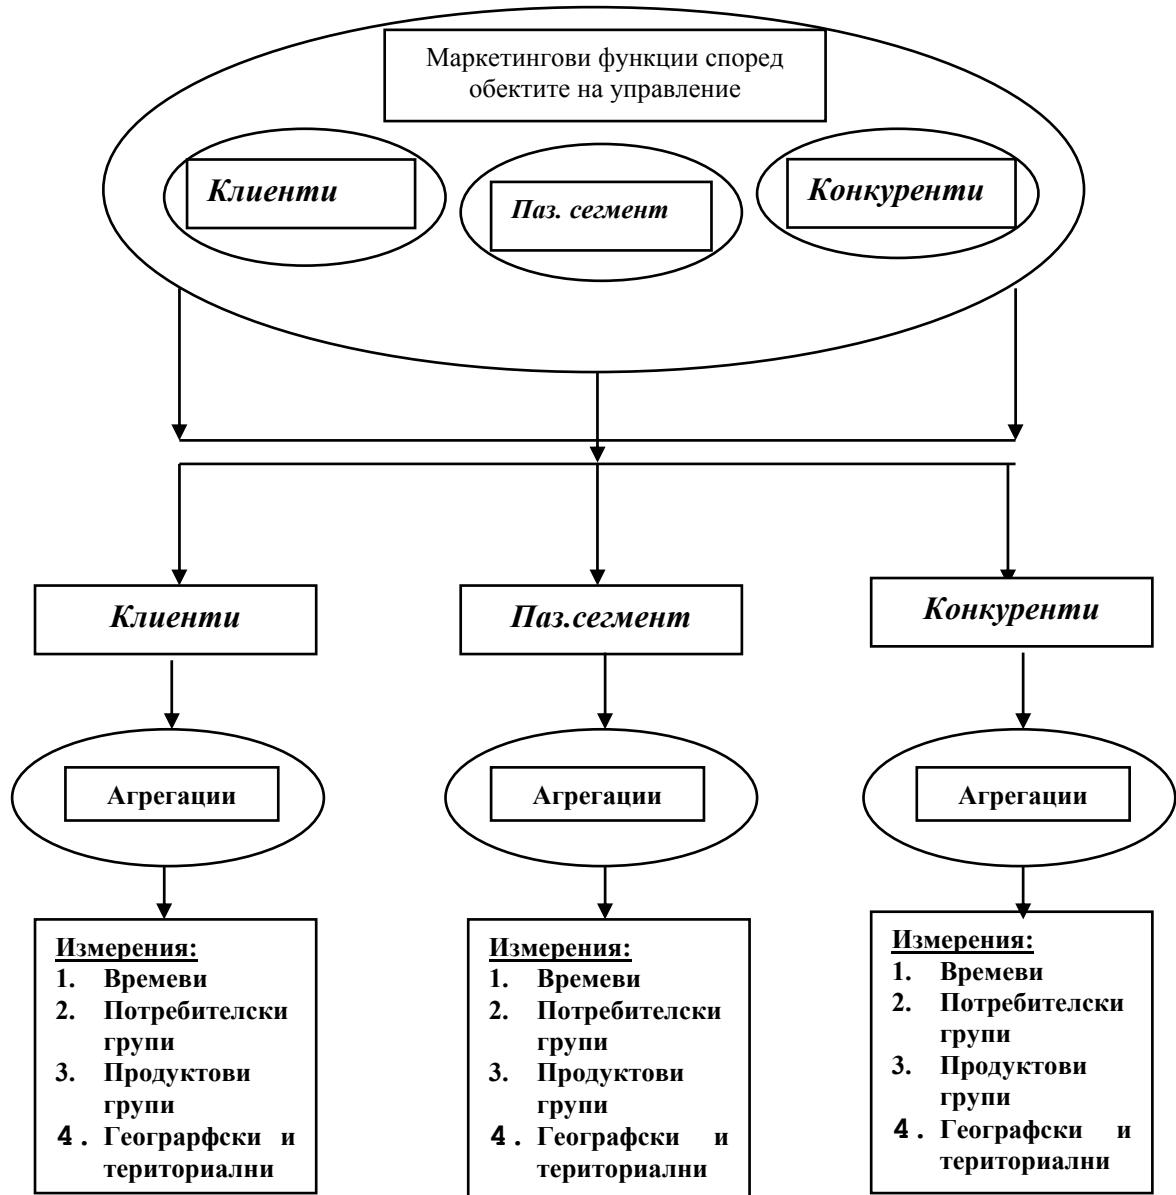 Маркетингови функции според
обектите на управление
Клиенти
Паз. сегмент
Конкуренти
Клиенти
Паз.сегмент
Конкуренти
Агрегации
Агрегации
Агрегации
Измерения:
1. Времеви
2. Потребителски
групи
3. Продуктови
групи
4. Геограрфски и
териториални
Измерения:
1. Времеви
2. Потребителски
групи
3. Продуктови
групи
4. Географски и
териториални
Измерения:
1. Времеви
2. Потребителски
групи
3. Продуктови
групи
4. Географски и
териториални